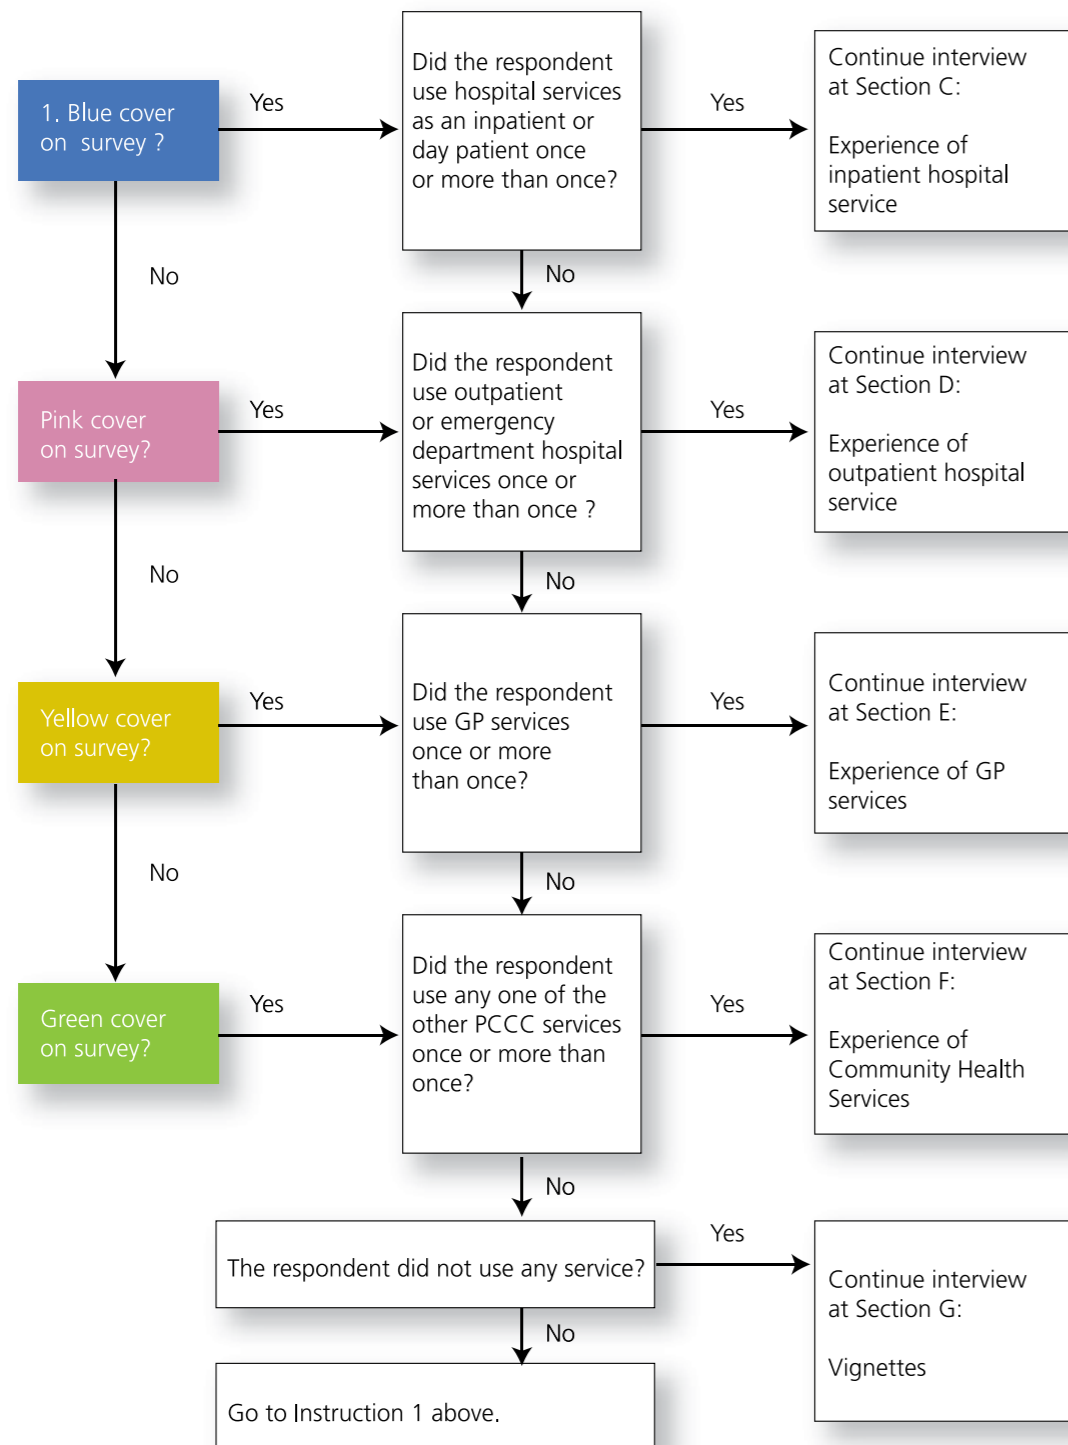 1. Blue cover
on survey ?
Yes
Did the respondent
use hospital services
as an inpatient or
day patient once
or more than once?
Yes
Continue interview
at Section C:
Experience of
inpatient hospital
service
No
No
Pink cover
on survey?
Yes
Did the respondent
use outpatient
or emergency
department hospital
services once or
more than once ?
Yes
Continue interview
at Section D:
Experience of
outpatient hospital
service
No
No
Yellow cover
on survey?
Yes
Did the respondent
use GP services
once or more
than once?
Yes
Continue interview
at Section E:
Experience of GP
services
No
No
Green cover
on survey?
Yes
Did the respondent
use any one of the
other PCCC services
once or more than
once?
Yes
Continue interview
at Section F:
Experience of
Community Health
Services
No
The respondent did not use any service?
Yes
Continue interview
at Section G:
Vignettes
No
Go to Instruction 1 above.